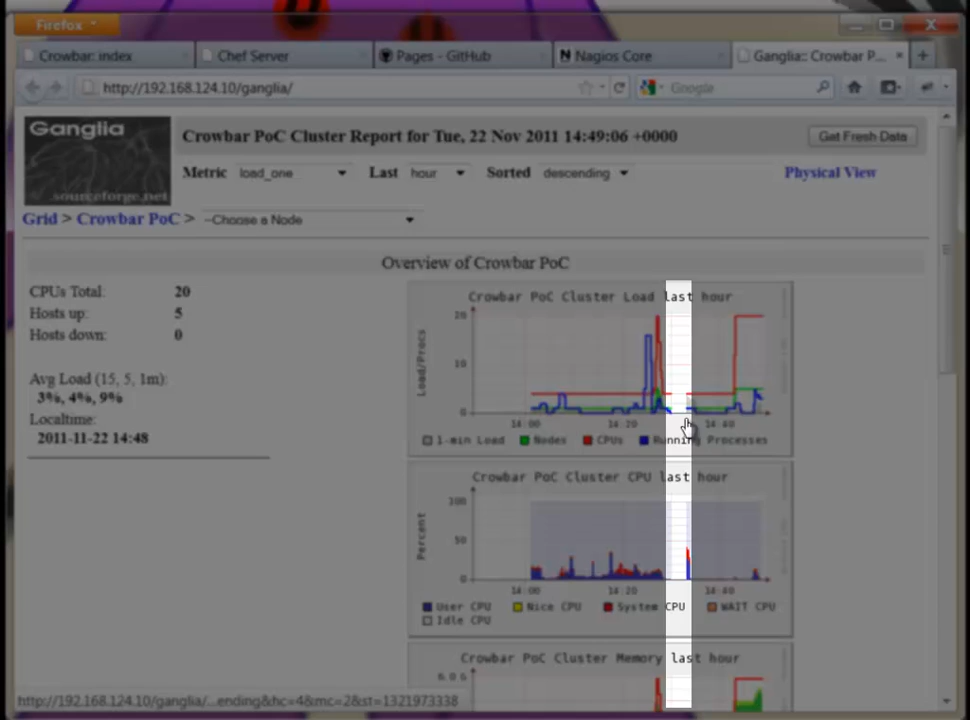 Firefox
Crowbar: index
Chef Server
Pages - GitHub
Nagios Core
Ganglia:: Crowbar P...
http://192.168.124.10/ganglia/
Google
Ganglia
sourceforge.net
Crowbar PoC Cluster Report for Tue, 22 Nov 2011 14:49:06 +0000
Get Fresh Data
Metric load_one Last hour Sorted descending
Physical View
Grid > Crowbar PoC > --Choose a Node
Overview of Crowbar PoC
CPUs Total: 20
Hosts up: 5
Hosts down: 0
Avg Load (15, 5, 1m):
3%, 4%, 9%
Localtime:
2011-11-22 14:48
Crowbar PoC Cluster Load last hour
Load/Procs
20
10
0
14:00 14:20 14:40
1-min Load Nodes CPUs Running Processes
Crowbar PoC Cluster CPU last hour
Percent
100
50
0
14:00 14:20 14:40
User CPU Nice CPU System CPU WAIT CPU
Idle CPU
Crowbar PoC Cluster Memory last hour
http://192.168.124.10/ganglia/...ending&hc=4&mc=2&st=1321973338